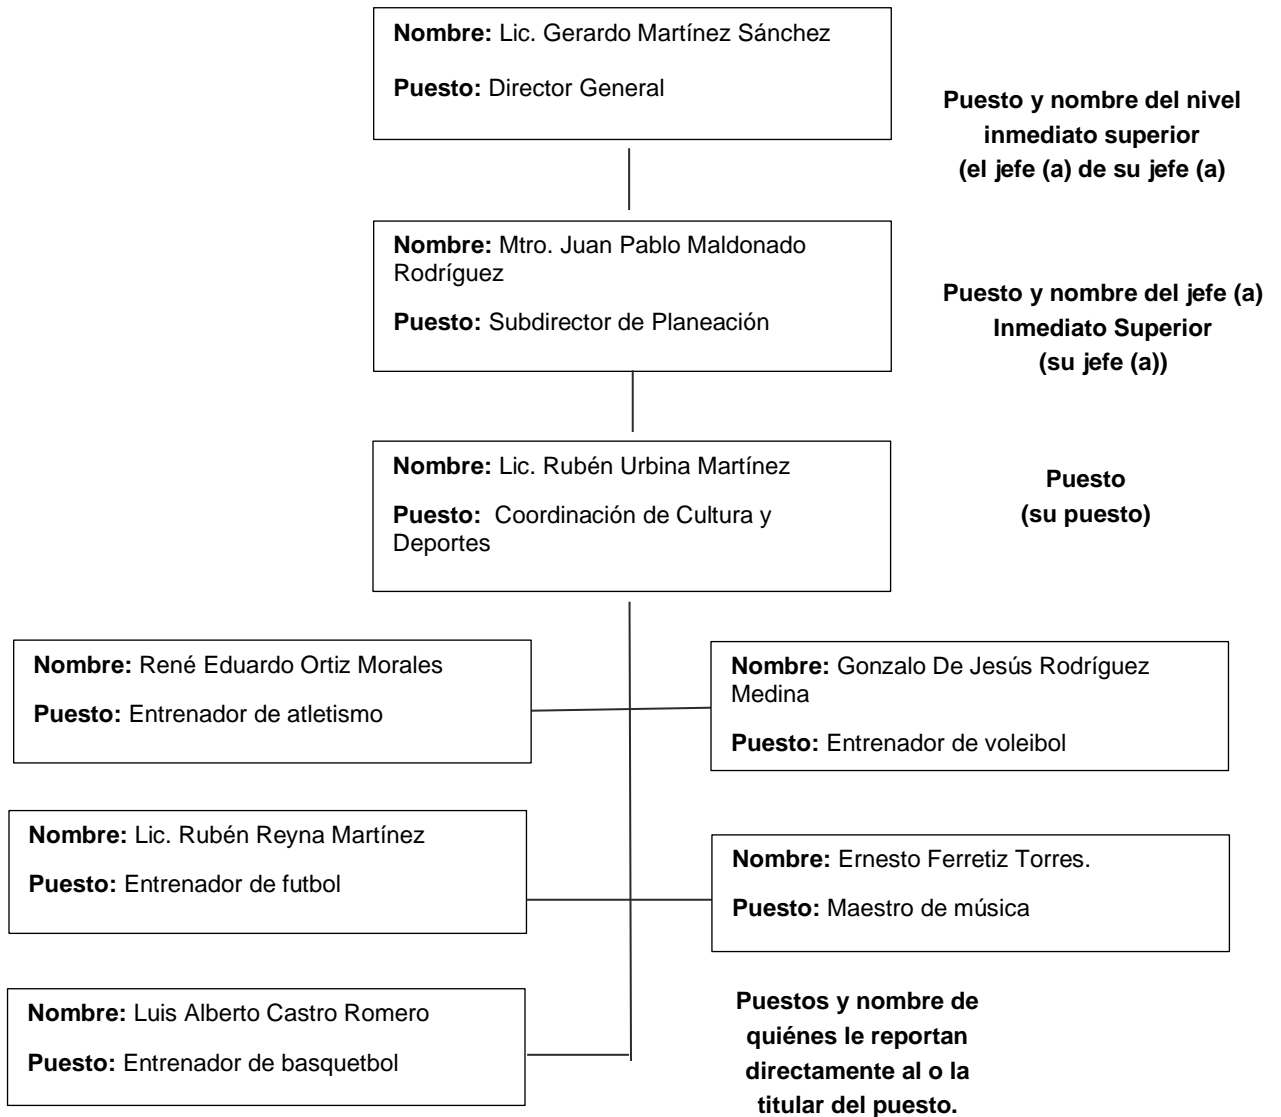 Nombre: Lic. Gerardo Martínez Sánchez
Puesto: Director General
Puesto y nombre del nivel
inmediato superior
(el jefe (a) de su jefe (a)
Nombre: Mtro. Juan Pablo Maldonado
Rodríguez
Puesto: Subdirector de Planeación
Puesto y nombre del jefe (a)
Inmediato Superior
(su jefe (a))
Nombre: Lic. Rubén Urbina Martínez
Puesto: Coordinación de Cultura y
Deportes
Puesto
(su puesto)
Nombre: René Eduardo Ortiz Morales
Puesto: Entrenador de atletismo
Nombre: Gonzalo De Jesús Rodríguez
Medina
Puesto: Entrenador de voleibol
Nombre: Lic. Rubén Reyna Martínez
Puesto: Entrenador de futbol
Nombre: Ernesto Ferretiz Torres.
Puesto: Maestro de música
Nombre: Luis Alberto Castro Romero
Puesto: Entrenador de basquetbol
Puestos y nombre de
quiénes le reportan
directamente al o la
titular del puesto.